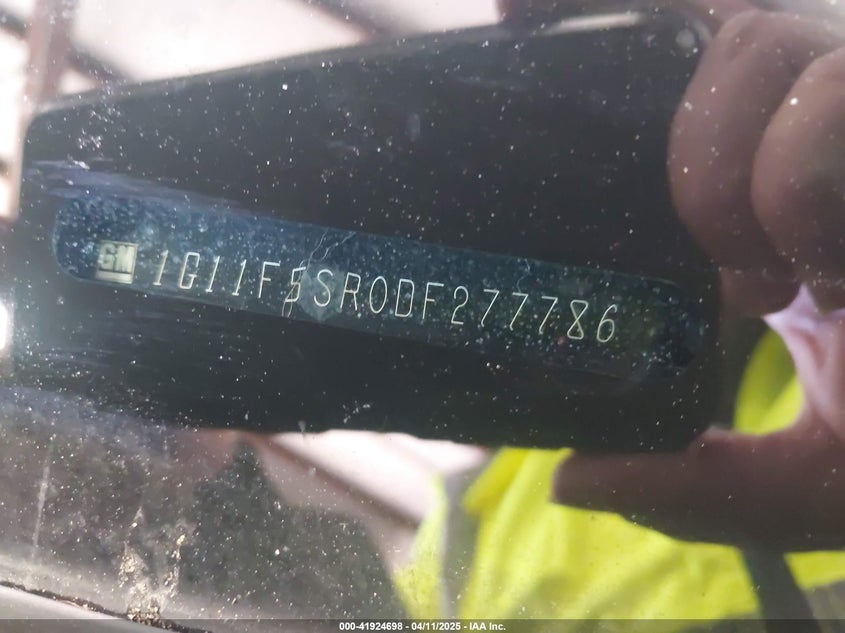 GM 1G11F5SR0DF277786
000-41924698 - 04/11/2025 - IAA Inc.